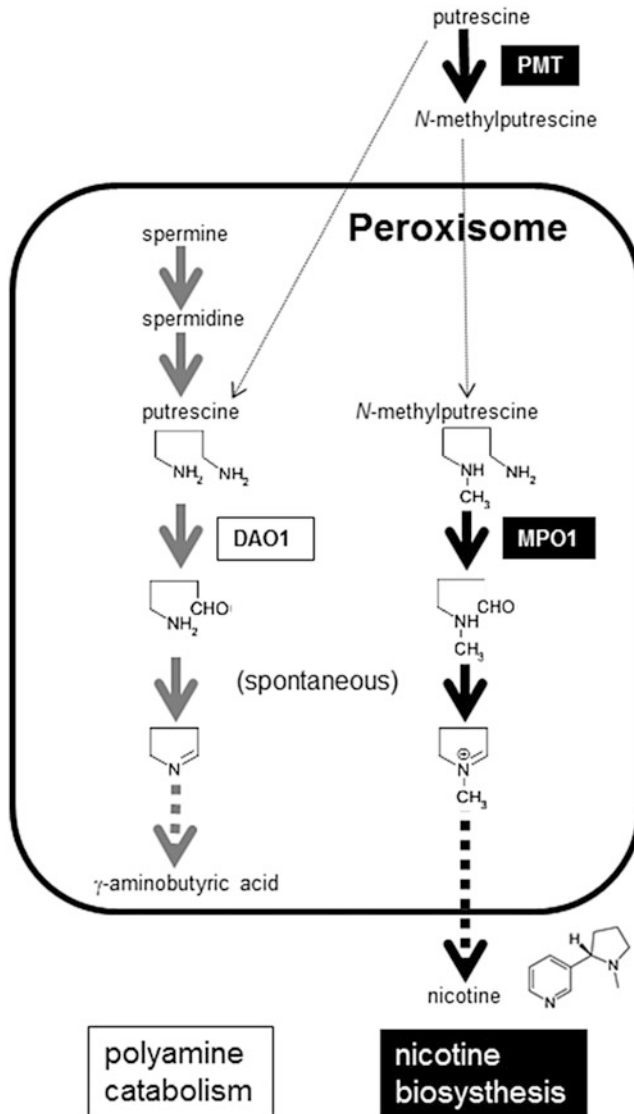 putrescine
PMT
N-methylputrescine
Peroxisome
spermine
spermidine
putrescine
N-methylputrescine
NH2 NH2
NH NH2
CH3
DAO1
MPO1
CHO
NH2
CHO
NH
CH3
(spontaneous)
N
⊕
N
CH3
γ-aminobutyric acid
H
N
N
nicotine
polyamine
catabolism
nicotine
biosysthesis